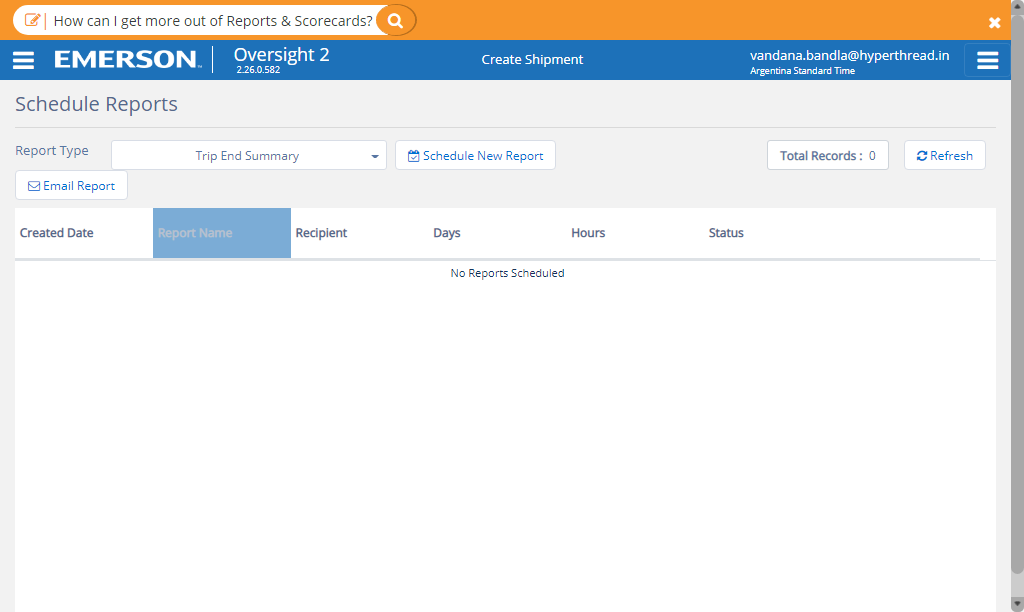 How can I get more out of Reports & Scorecards?
EMERSON
Oversight 2
2.26.0.582
Create Shipment
vandana.bandla@hyperthread.in
Argentina Standard Time
Schedule Reports
Report Type
Trip End Summary
Schedule New Report
Total Records : 0
Refresh
Email Report
Created Date Report Name Recipient Days Hours Status
No Reports Scheduled